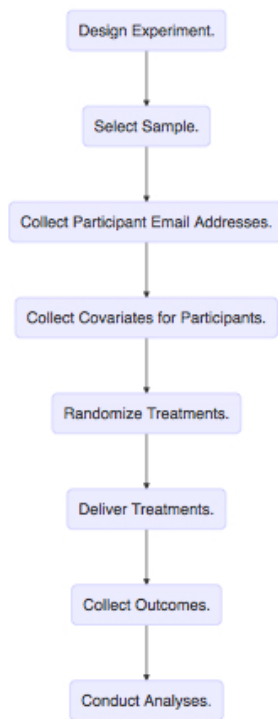 Design Experiment.
Select Sample.
Collect Participant Email Addresses.
Collect Covariates for Participants.
Randomize Treatments.
Deliver Treatments.
Collect Outcomes.
Conduct Analyses.